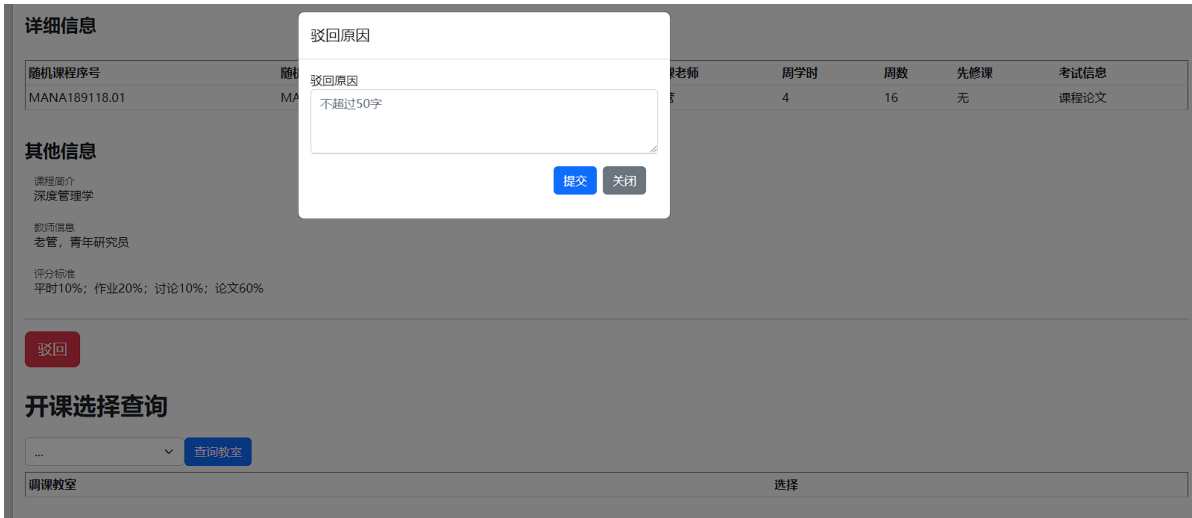 详细信息
驳回原因
随机课程序号 随机 老师 周学时 周数 先修课 考试信息
MANA189118.01 MA 4 16 无 课程论文
驳回原因
不超过50字
提交 关闭
其他信息
课程简介
深度管理学
教师信息
老管，青年研究员
评分标准
平时10%；作业20%；讨论10%；论文60%
驳回
开课选择查询
... 查询教室
调课教室 选择